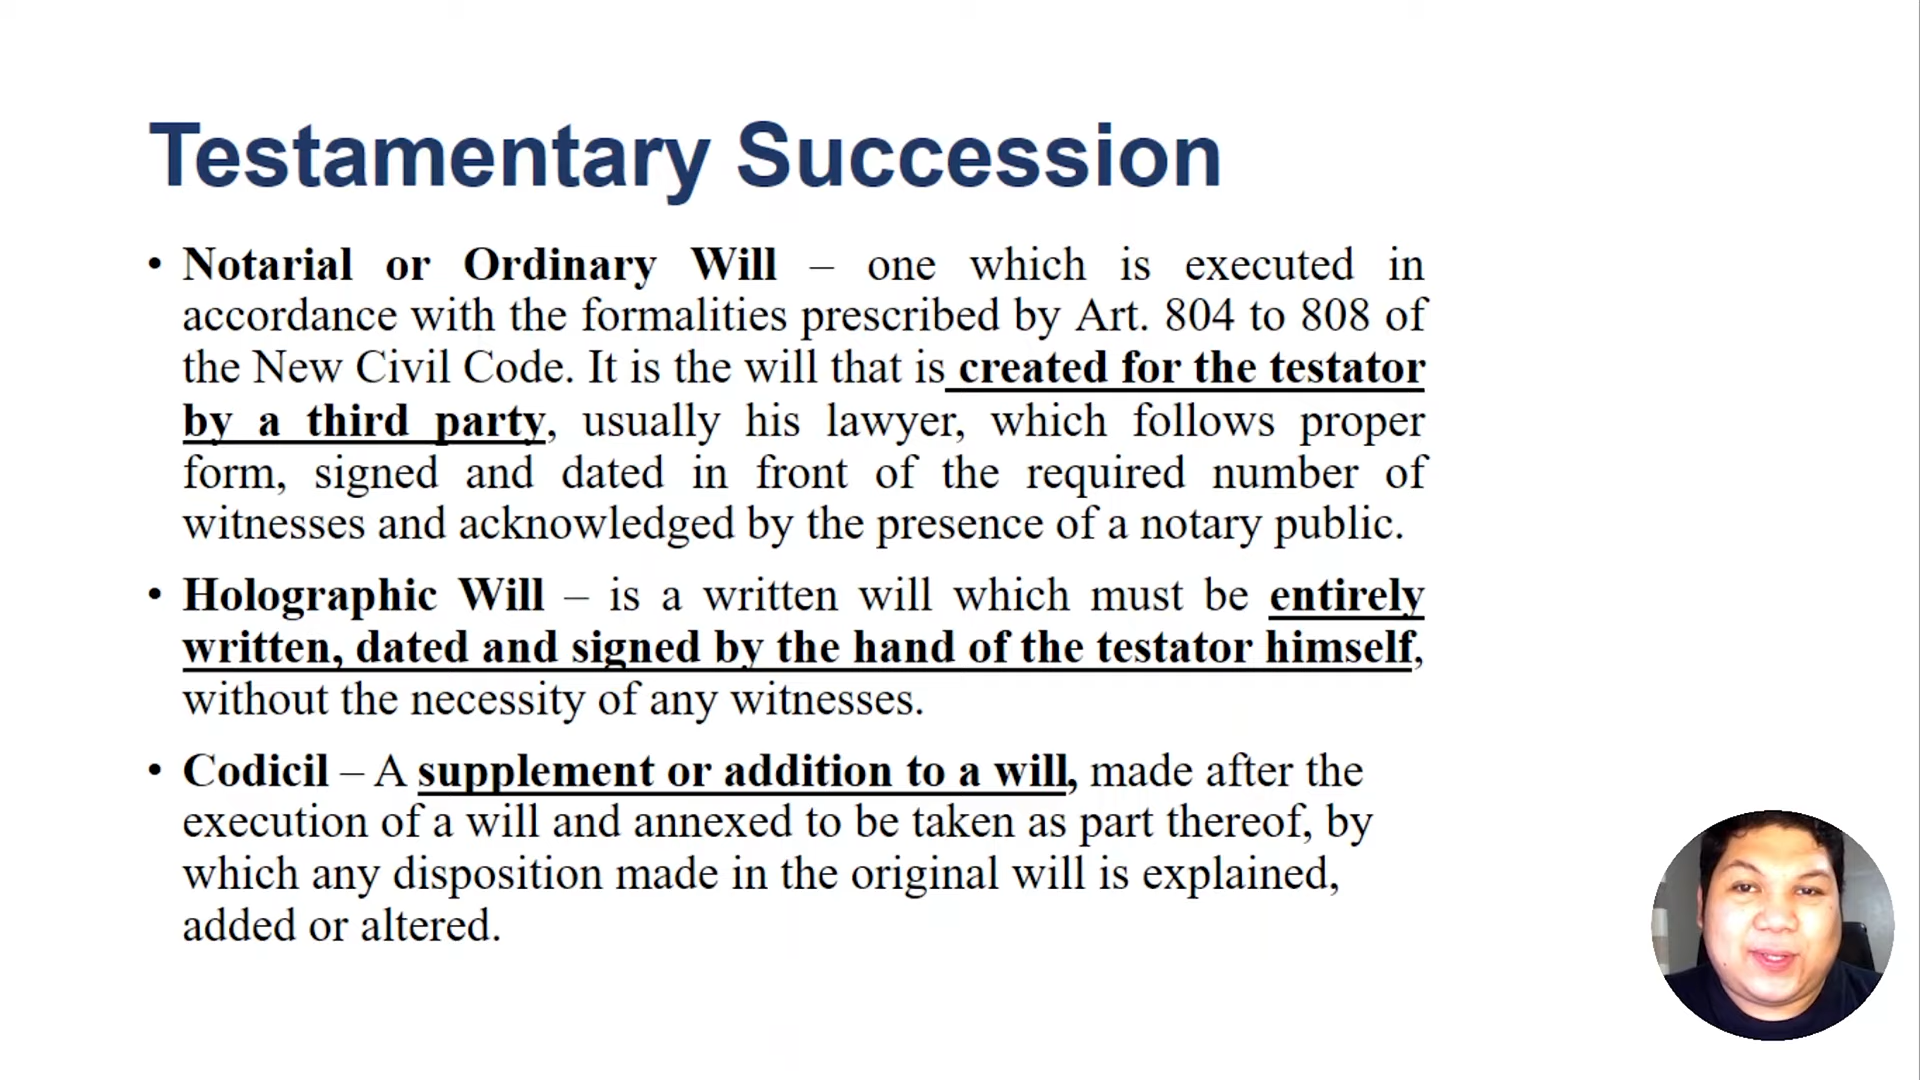 Testamentary Succession
• Notarial or Ordinary Will – one which is executed in
accordance with the formalities prescribed by Art. 804 to 808 of
the New Civil Code. It is the will that is created for the testator
by a third party, usually his lawyer, which follows proper
form, signed and dated in front of the required number of
witnesses and acknowledged by the presence of a notary public.
• Holographic Will – is a written will which must be entirely
written, dated and signed by the hand of the testator himself,
without the necessity of any witnesses.
• Codicil – A supplement or addition to a will, made after the
execution of a will and annexed to be taken as part thereof, by
which any disposition made in the original will is explained,
added or altered.